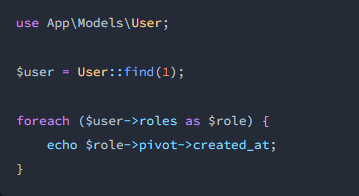 use App\Models\User;
$user = User::find(1);
foreach ($user->roles as $role) {
    echo $role->pivot->created_at;
}